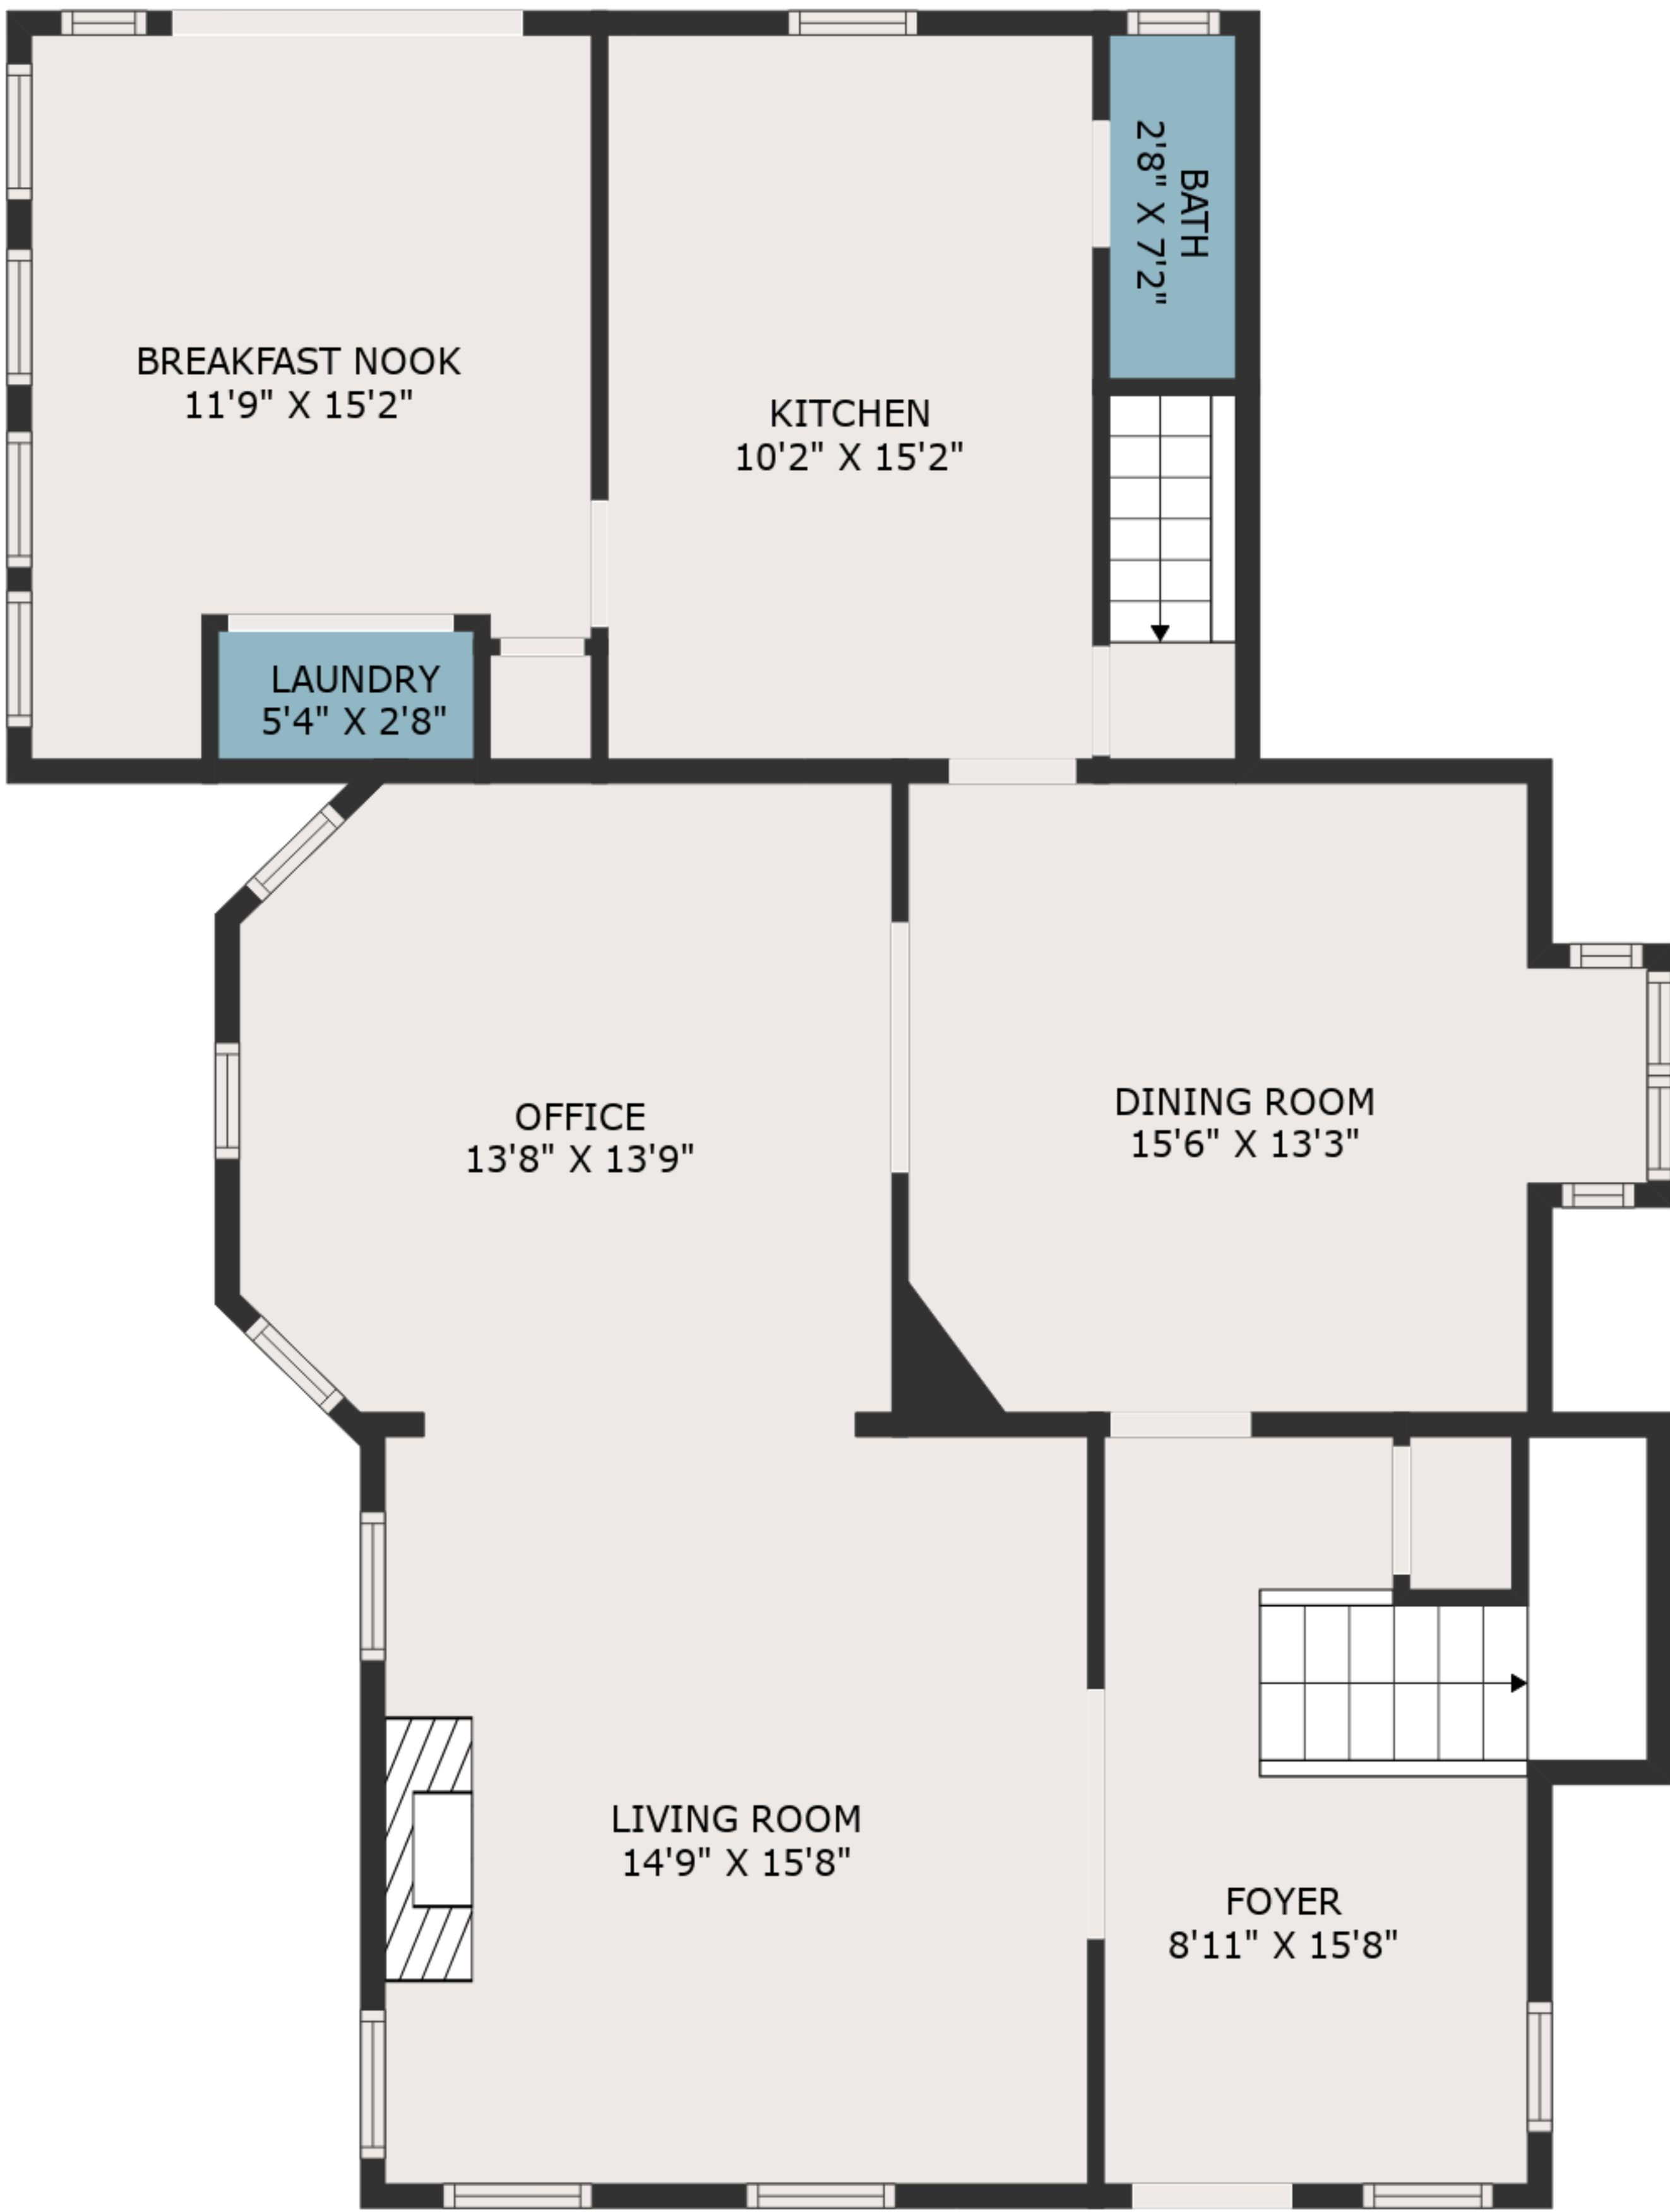 BATH
2'8" X 7'2"
BREAKFAST NOOK
11'9" X 15'2"
KITCHEN
10'2" X 15'2"
LAUNDRY
5'4" X 2'8"
OFFICE
13'8" X 13'9"
DINING ROOM
15'6" X 13'3"
LIVING ROOM
14'9" X 15'8"
FOYER
8'11" X 15'8"